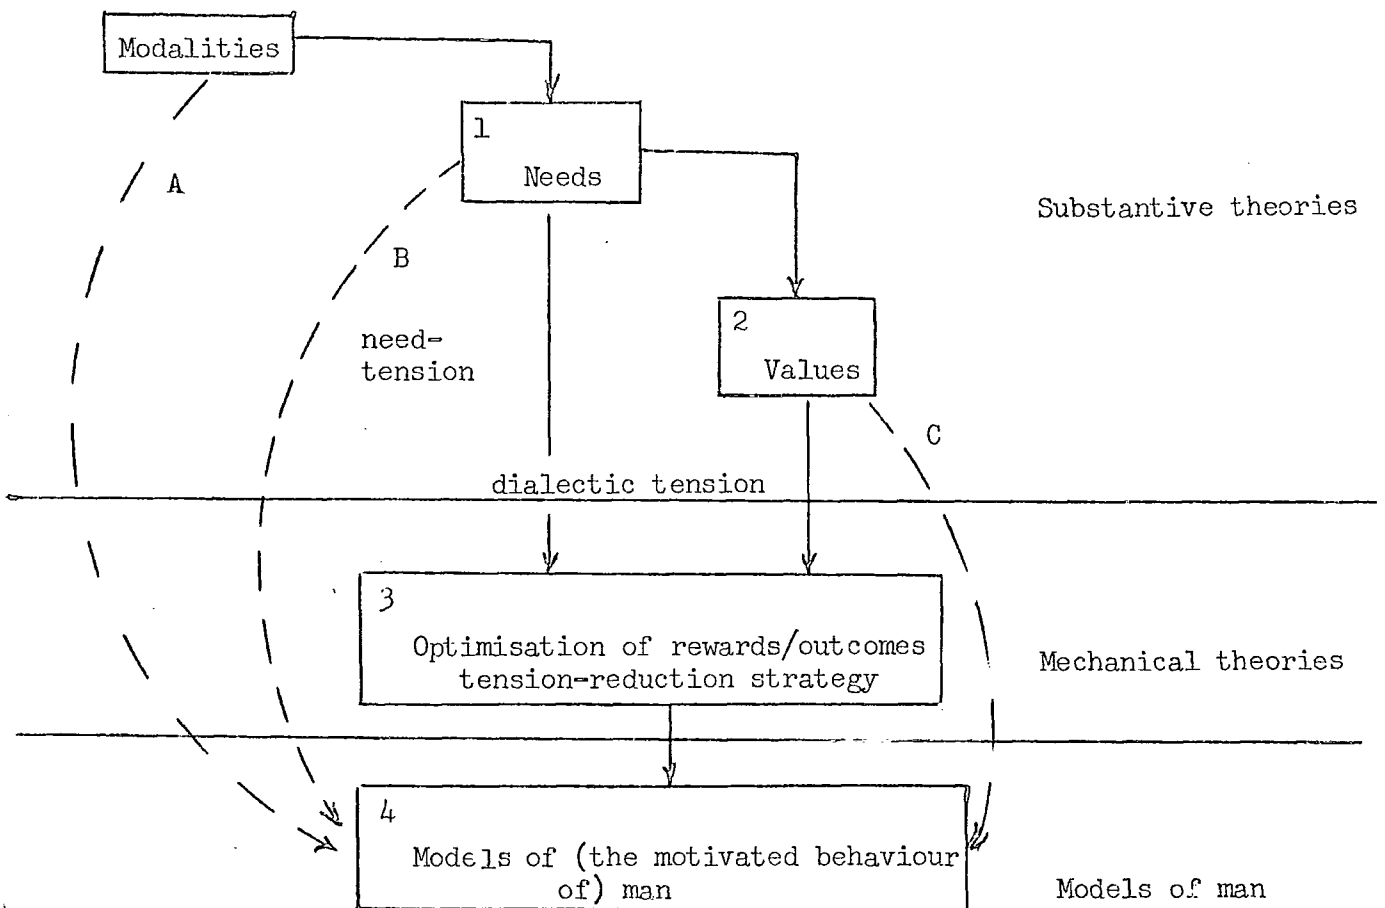 Modalities
1
Needs
A
Substantive theories
B
need-
tension
2
Values
C
dialectic tension
3
Optimisation of rewards/outcomes
tension-reduction strategy
Mechanical theories
4
Models of (the motivated behaviour
of) man
Models of man